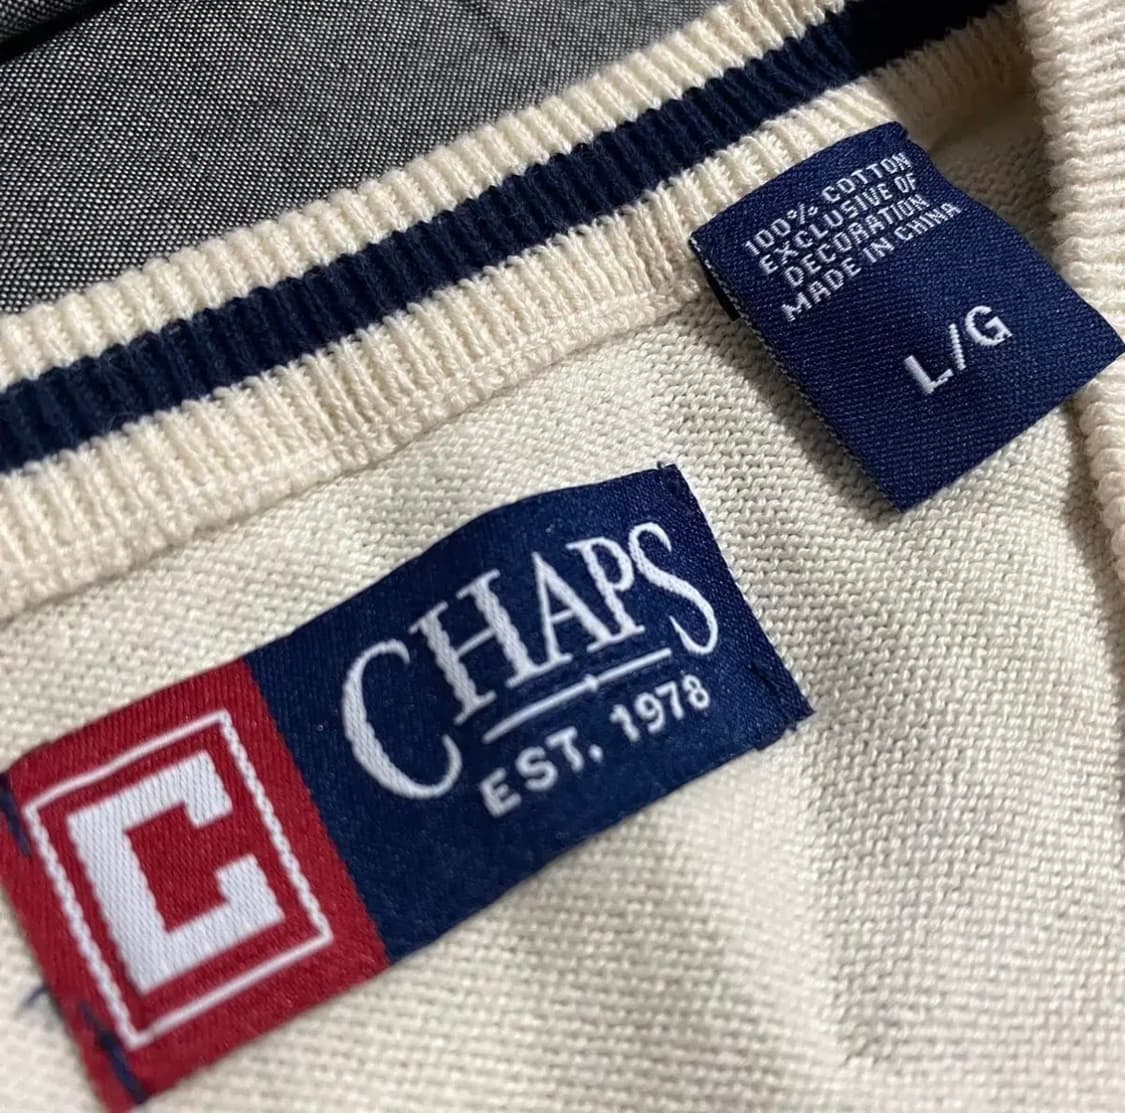 100% COTTON
EXCLUSIVE OF
DECORATION
MADE IN CHINA
L/G
CHAPS
EST. 1978
C